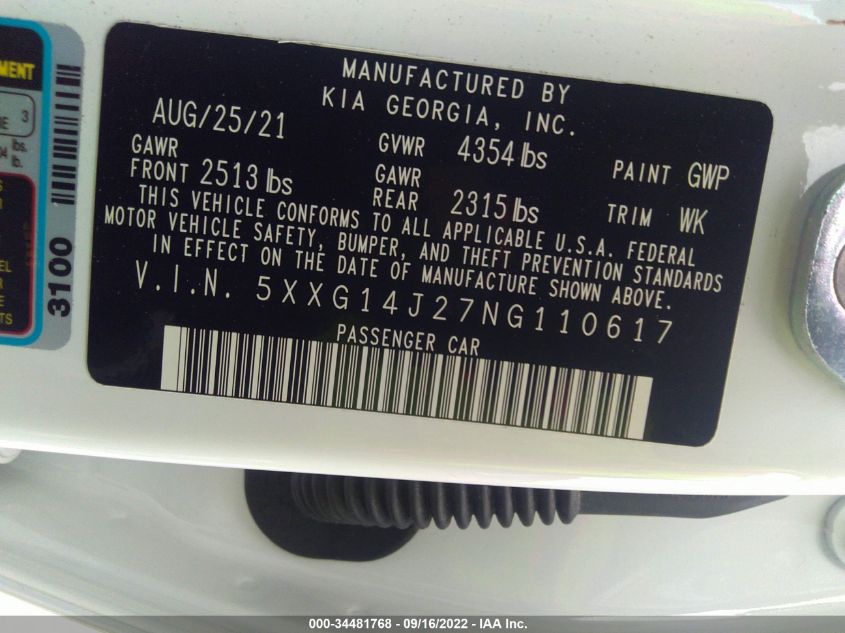 MANUFACTURED BY
KIA GEORGIA, INC.
AUG/25/21
GAWR
FRONT 2513 lbs
GVWR 4354 lbs
GAWR
REAR 2315 lbs
PAINT GWP
TRIM WK
THIS VEHICLE CONFORMS TO ALL APPLICABLE U.S.A. FEDERAL
MOTOR VEHICLE SAFETY, BUMPER, AND THEFT PREVENTION STANDARDS
IN EFFECT ON THE DATE OF MANUFACTURE SHOWN ABOVE.
V.I.N. 5XXG14J27NG110617
PASSENGER CAR
3
lbs.
lb.
3100
000-34481768 - 09/16/2022 - IAA Inc.